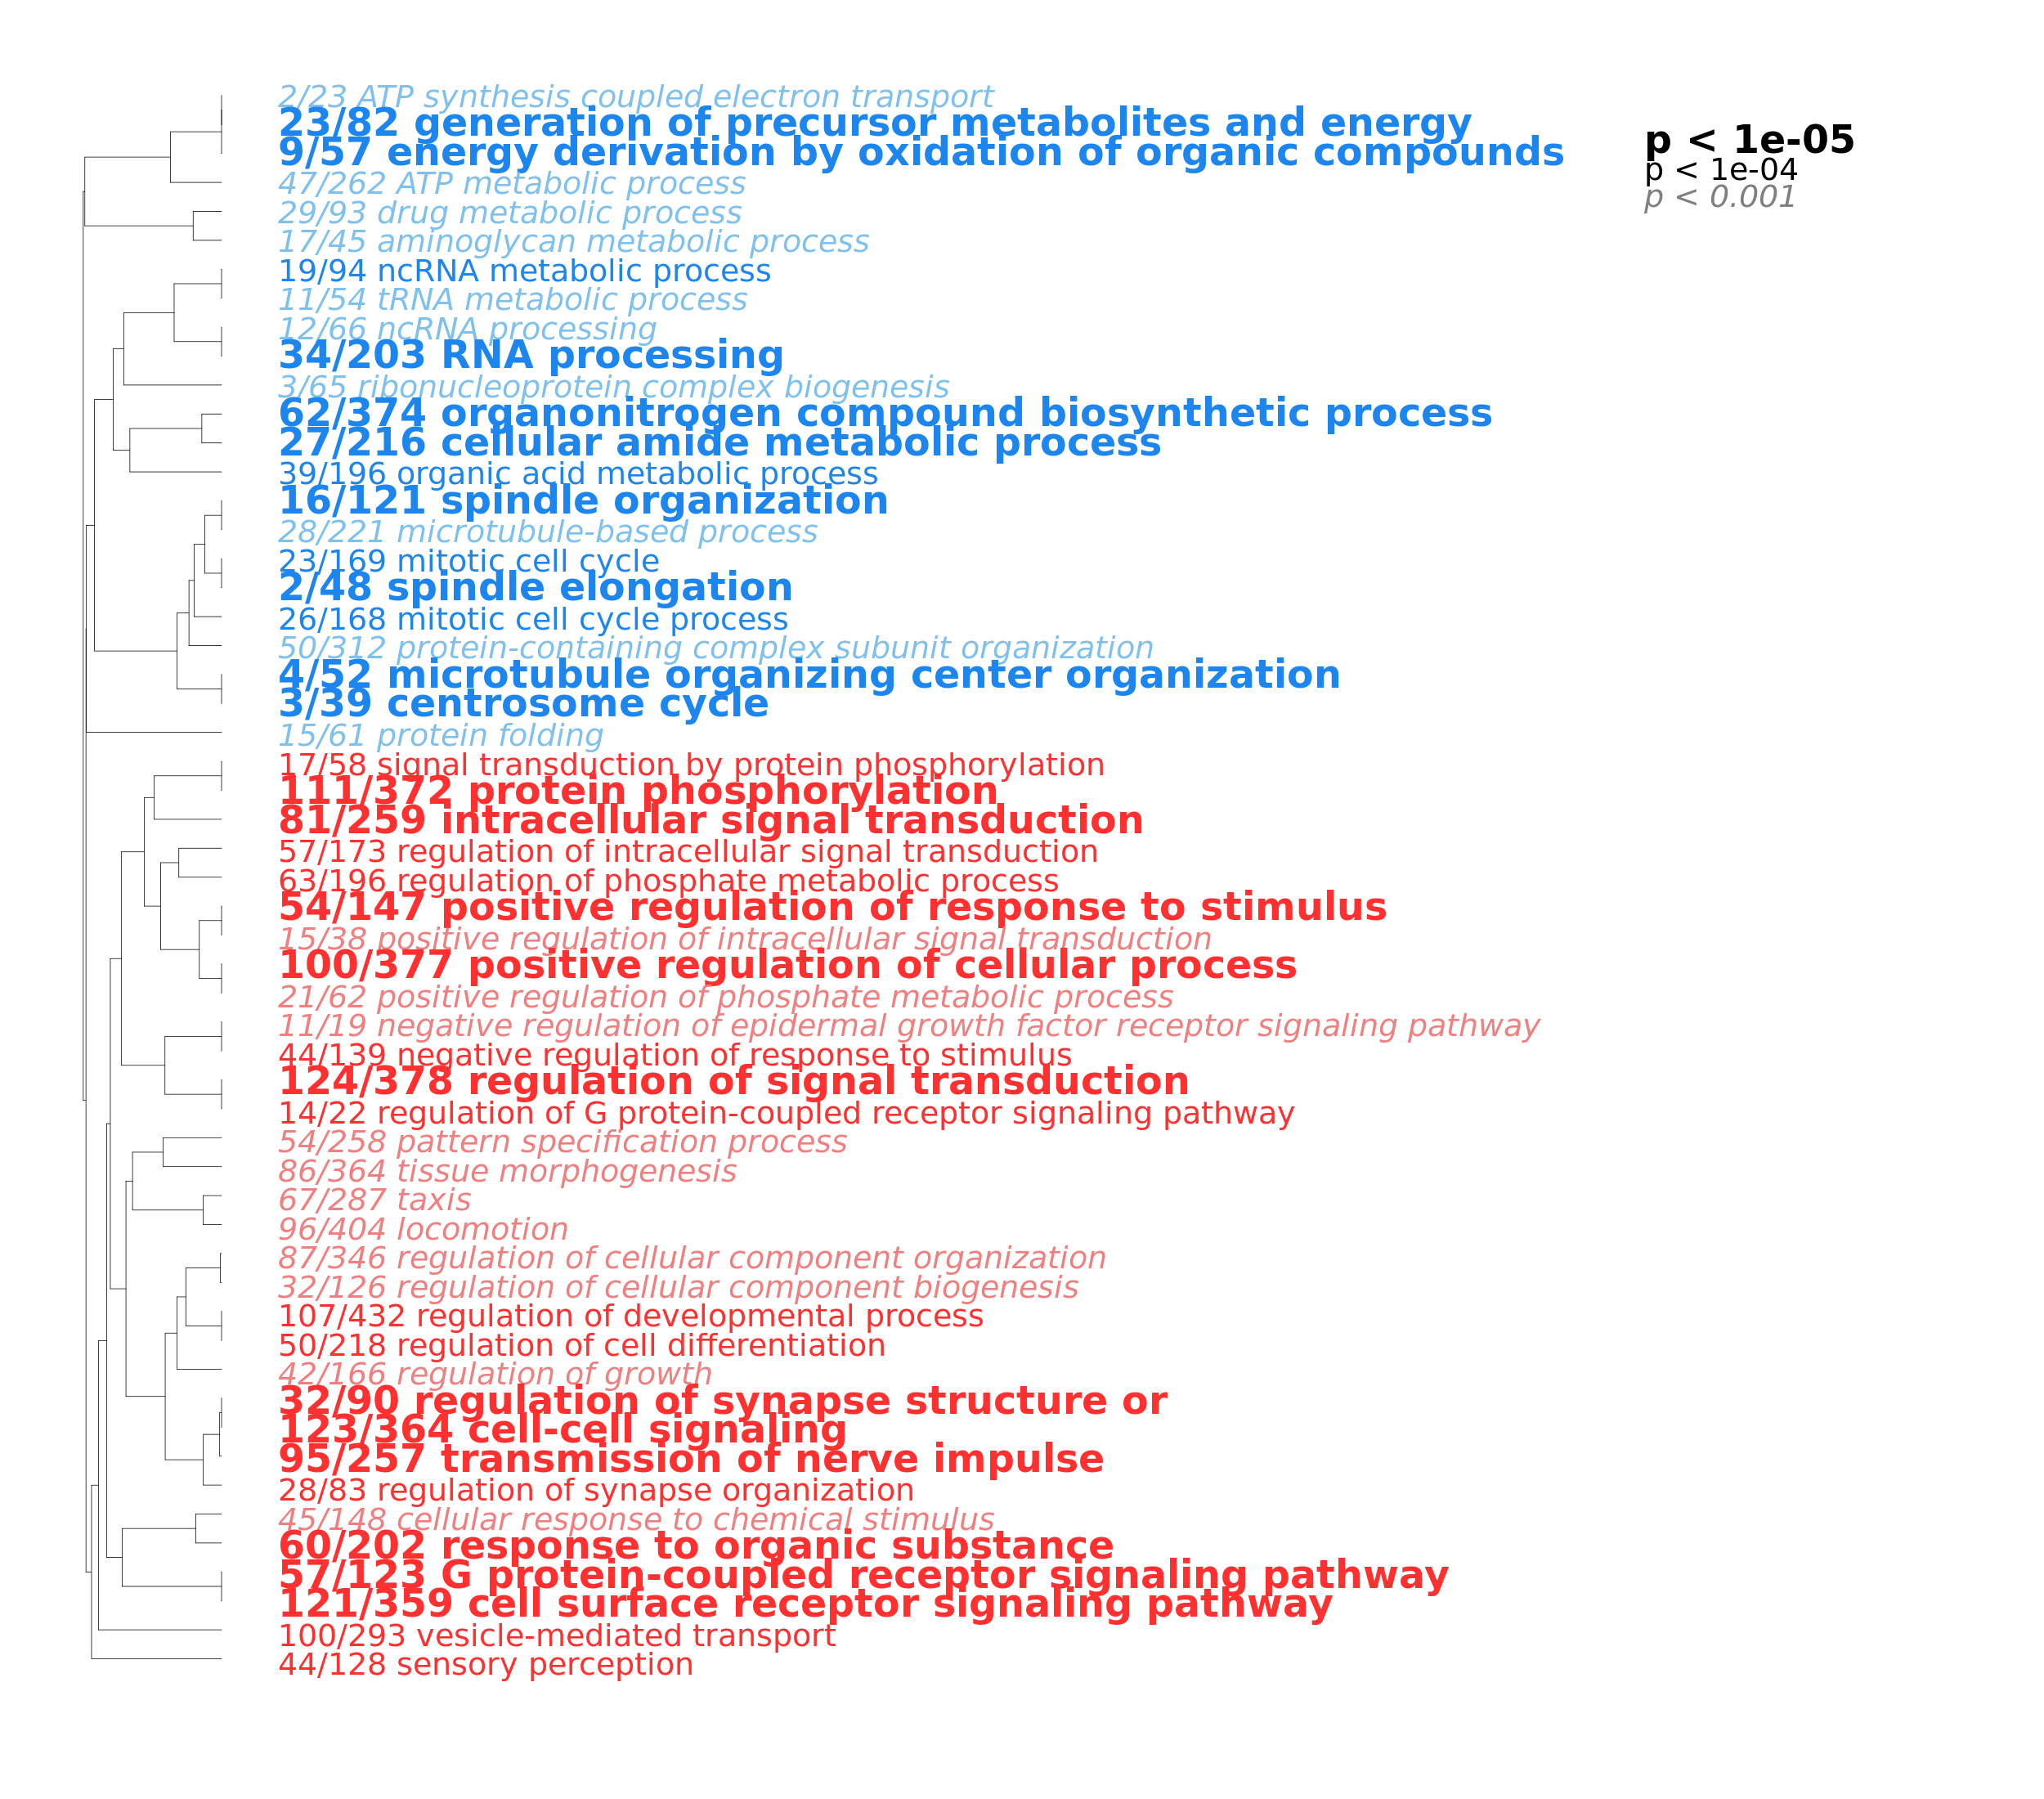 2/23 ATP synthesis coupled electron transport
23/82 generation of precursor metabolites and energy
9/57 energy derivation by oxidation of organic compounds
47/262 ATP metabolic process
29/93 drug metabolic process
17/45 aminoglycan metabolic process
19/94 ncRNA metabolic process
11/54 tRNA metabolic process
12/66 ncRNA processing
34/203 RNA processing
3/65 ribonucleoprotein complex biogenesis
62/374 organonitrogen compound biosynthetic process
27/216 cellular amide metabolic process
39/196 organic acid metabolic process
16/121 spindle organization
28/221 microtubule-based process
23/169 mitotic cell cycle
2/48 spindle elongation
26/168 mitotic cell cycle process
50/312 protein-containing complex subunit organization
4/52 microtubule organizing center organization
3/39 centrosome cycle
15/61 protein folding
17/58 signal transduction by protein phosphorylation
111/372 protein phosphorylation
81/259 intracellular signal transduction
57/173 regulation of intracellular signal transduction
63/196 regulation of phosphate metabolic process
54/147 positive regulation of response to stimulus
15/38 positive regulation of intracellular signal transduction
100/377 positive regulation of cellular process
21/62 positive regulation of phosphate metabolic process
11/19 negative regulation of epidermal growth factor receptor signaling pathway
44/139 negative regulation of response to stimulus
124/378 regulation of signal transduction
14/22 regulation of G protein-coupled receptor signaling pathway
54/258 pattern specification process
86/364 tissue morphogenesis
67/287 taxis
96/404 locomotion
87/346 regulation of cellular component organization
32/126 regulation of cellular component biogenesis
107/432 regulation of developmental process
50/218 regulation of cell differentiation
42/166 regulation of growth
32/90 regulation of synapse structure or
123/364 cell-cell signaling
95/257 transmission of nerve impulse
28/83 regulation of synapse organization
45/148 cellular response to chemical stimulus
60/202 response to organic substance
57/123 G protein-coupled receptor signaling pathway
121/359 cell surface receptor signaling pathway
100/293 vesicle-mediated transport
44/128 sensory perception
p < 1e-05
p < 1e-04
p < 0.001